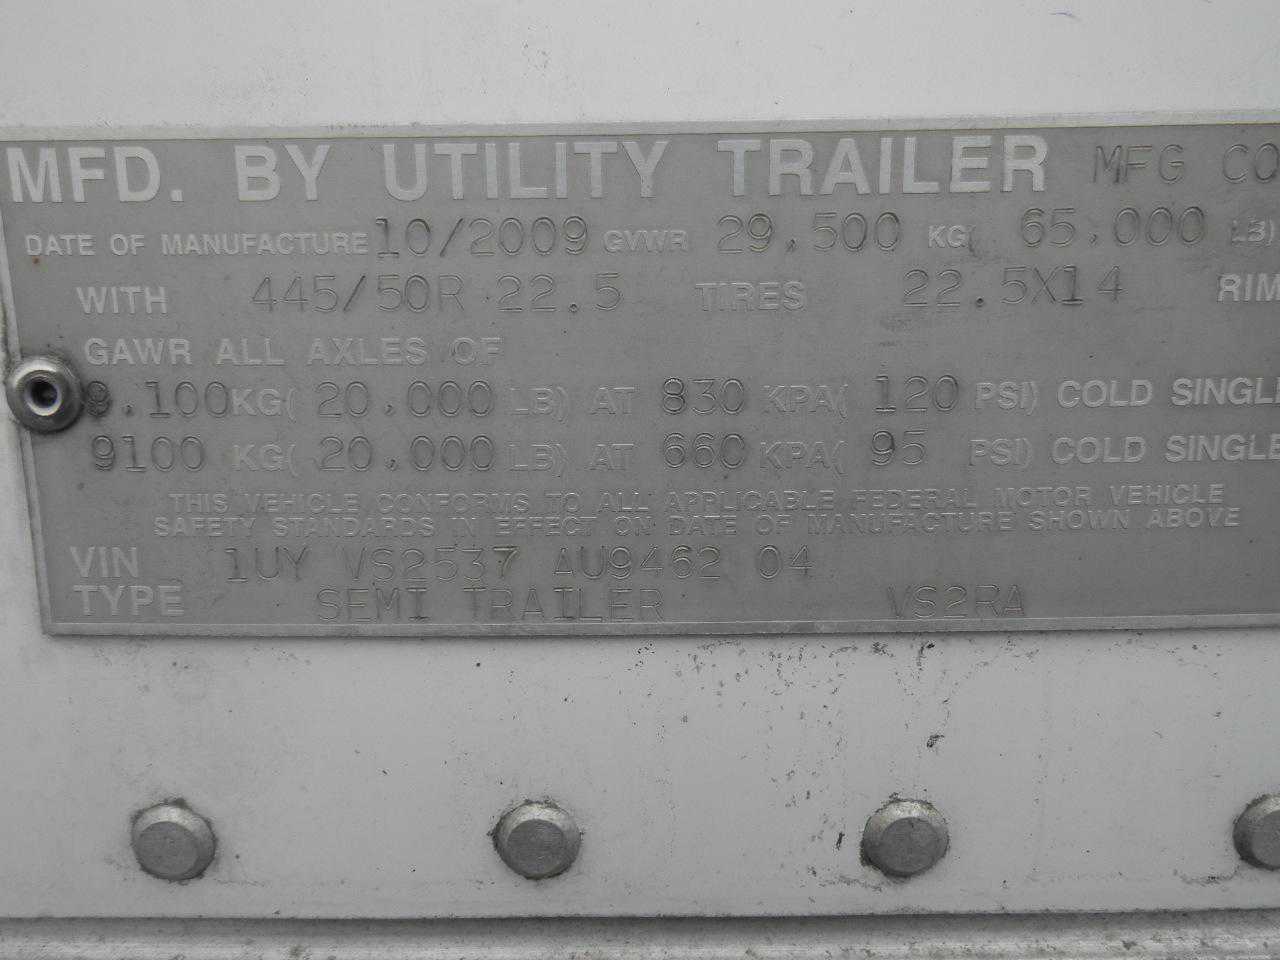 MFD. BY UTILITY TRAILER MFG CO
DATE OF MANUFACTURE 10/2009 GVWR 29,500 KG( 65,000 LB)
WITH 445/50R 22.5 TIRES 22.5X14 RIM
GAWR ALL AXLES OF
9,100 KG( 20,000 LB) AT 830 KPA( 120 PSI) COLD SINGLE
9100 KG( 20,000 LB) AT 660 KPA( 95 PSI) COLD SINGLE
THIS VEHICLE CONFORMS TO ALL APPLICABLE FEDERAL MOTOR VEHICLE
SAFETY STANDARDS IN EFFECT ON DATE OF MANUFACTURE SHOWN ABOVE
VIN 1UY VS2537 AU9462 04
TYPE SEMI TRAILER VS2RA